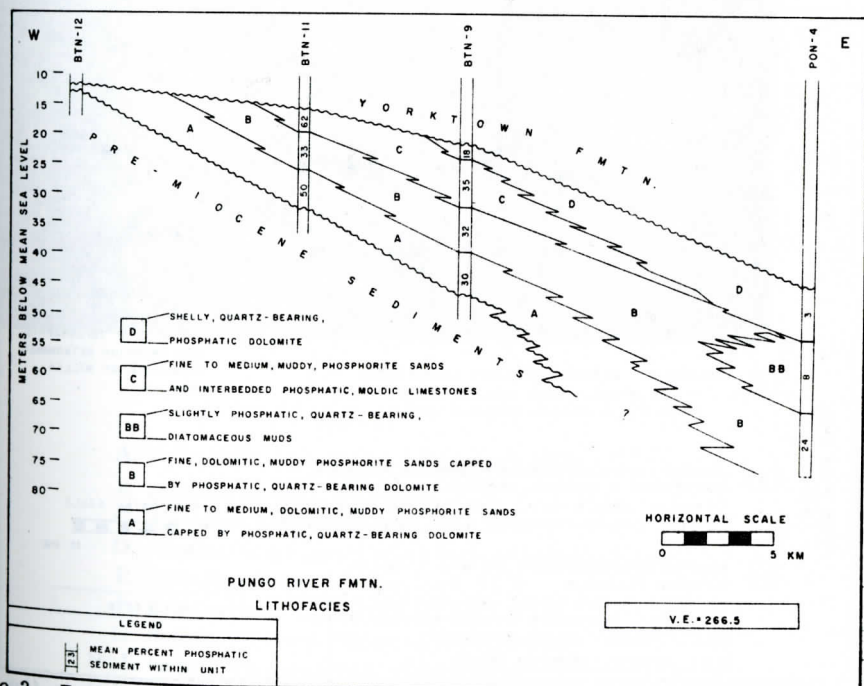 W
BTN-12
BTN-11
BTN-9
PON-4
E
10
15
20
25
30
35
40
45
50
55
60
65
70
75
80
METERS BELOW MEAN SEA LEVEL
YORKTOWN FMTN.
PRE-MIOCENE SEDIMENTS
A
B
62
33
50
C
B
A
18
35
32
30
D
C
B
A
D
BB
B
3
8
24
?
D
SHELLY, QUARTZ-BEARING,
PHOSPHATIC DOLOMITE
C
FINE TO MEDIUM, MUDDY, PHOSPHORITE SANDS
AND INTERBEDDED PHOSPHATIC, MOLDIC LIMESTONES
BB
SLIGHTLY PHOSPHATIC, QUARTZ-BEARING,
DIATOMACEOUS MUDS
B
FINE, DOLOMITIC, MUDDY PHOSPHORITE SANDS CAPPED
BY PHOSPHATIC, QUARTZ-BEARING DOLOMITE
A
FINE TO MEDIUM, DOLOMITIC, MUDDY PHOSPHORITE SANDS
CAPPED BY PHOSPHATIC, QUARTZ-BEARING DOLOMITE
HORIZONTAL SCALE
0 5 KM
PUNGO RIVER FMTN.
LITHOFACIES
V.E.=266.5
LEGEND
23
MEAN PERCENT PHOSPHATIC
SEDIMENT WITHIN UNIT